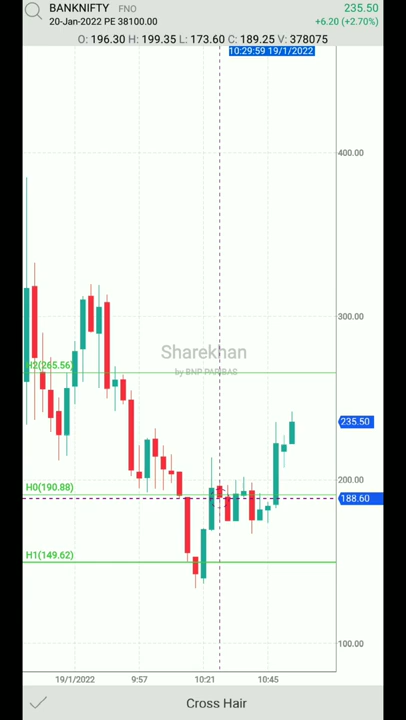 BANKNIFTY FNO
235.50
20-Jan-2022 PE 38100.00
+6.20 (+2.70%)
O: 196.30 H: 199.35 L: 173.60 C: 189.25 V: 378075
10:29:59 19/1/2022
400.00
300.00
Sharekhan
by BNP PARIBAS
H2(265.56)
235.50
200.00
H0(190.88)
188.60
H1(149.62)
100.00
19/1/2022 9:57 10:21 10:45
Cross Hair